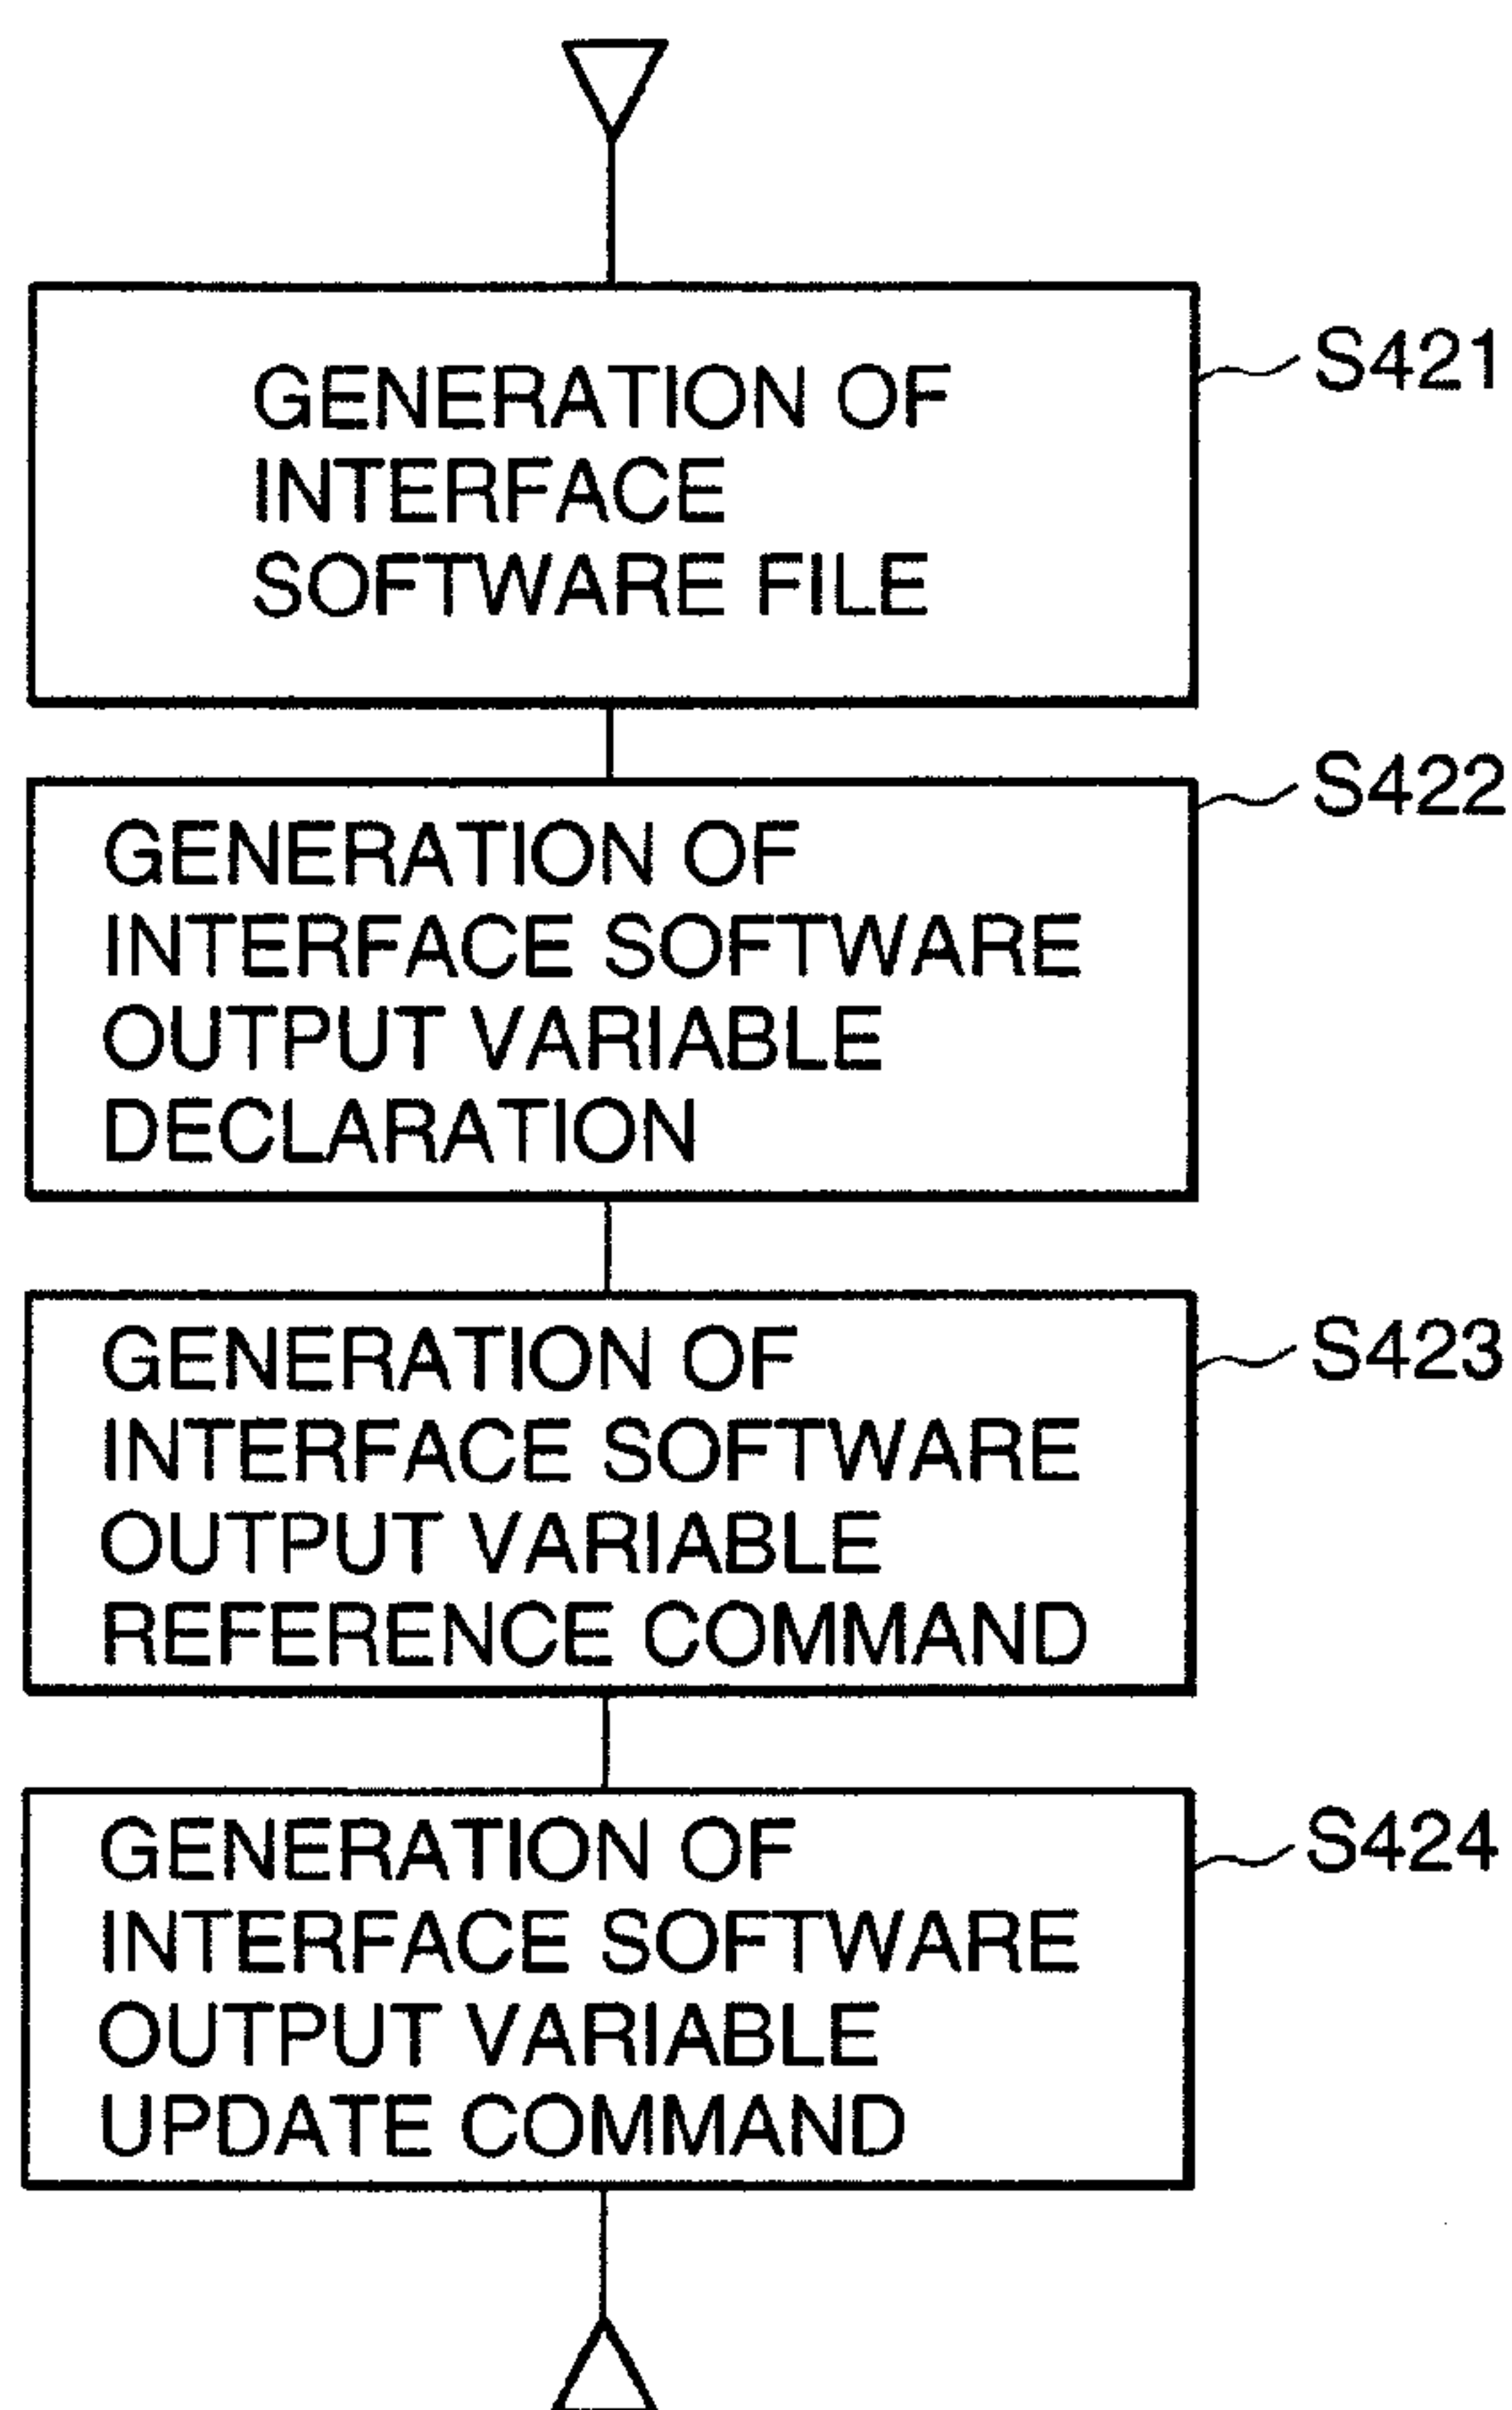 GENERATION OF
INTERFACE
SOFTWARE FILE
S421
GENERATION OF
INTERFACE SOFTWARE
OUTPUT VARIABLE
DECLARATION
S422
GENERATION OF
INTERFACE SOFTWARE
OUTPUT VARIABLE
REFERENCE COMMAND
S423
GENERATION OF
INTERFACE SOFTWARE
OUTPUT VARIABLE
UPDATE COMMAND
S424